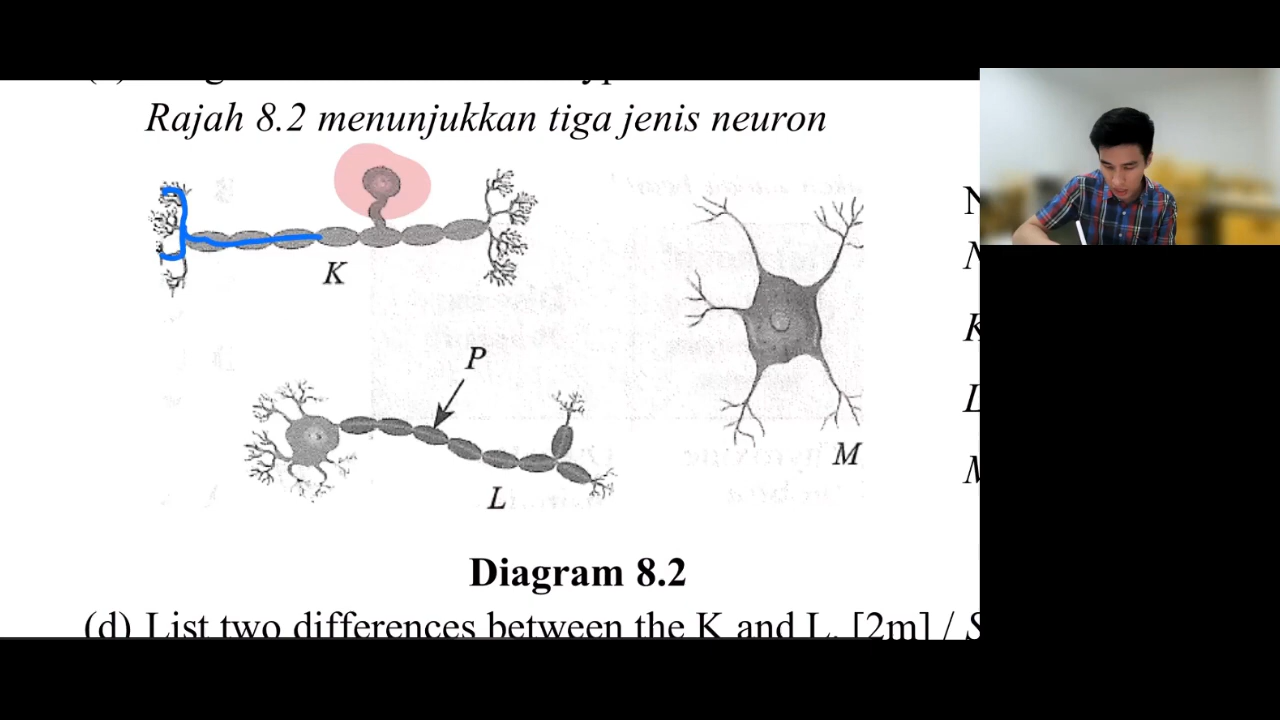 Rajah 8.2 menunjukkan tiga jenis neuron
K
P
L
M
Diagram 8.2
(d) List two differences between the K and L. [2m] /